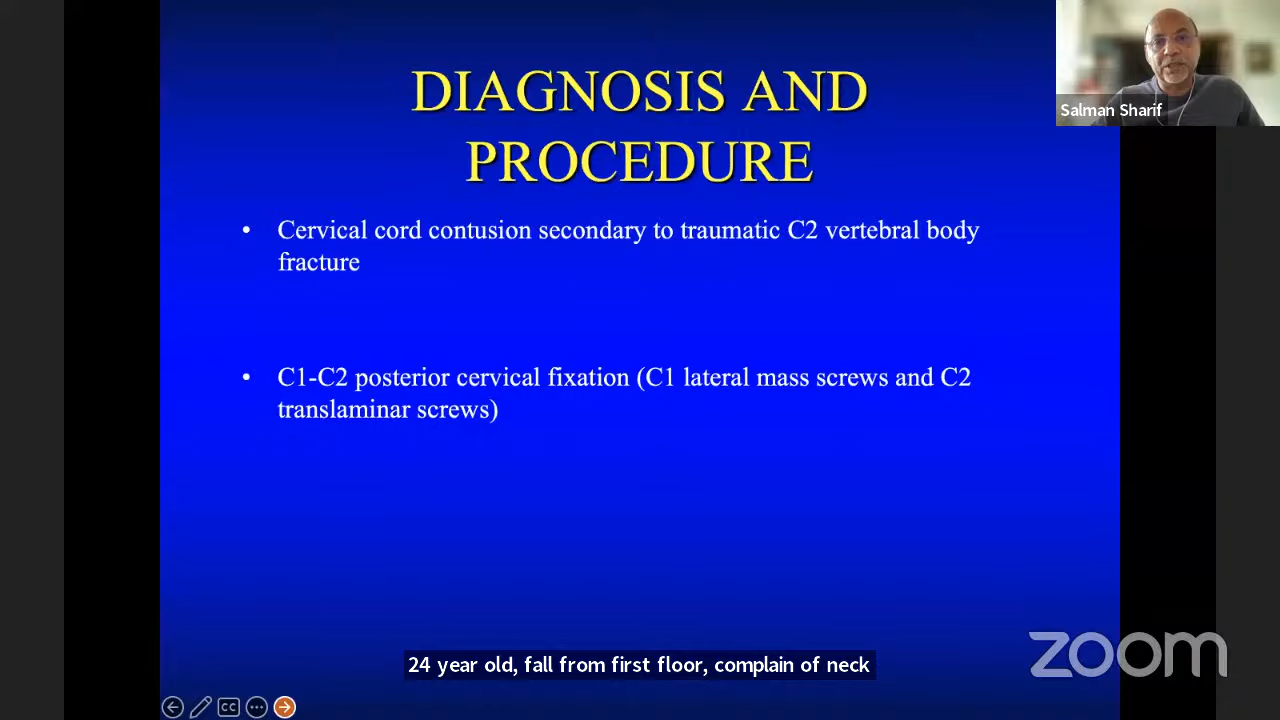 DIAGNOSIS AND
PROCEDURE
Salman Sharif
• Cervical cord contusion secondary to traumatic C2 vertebral body
fracture
• C1-C2 posterior cervical fixation (C1 lateral mass screws and C2
translaminar screws)
zoom
24 year old, fall from first floor, complain of neck
CC